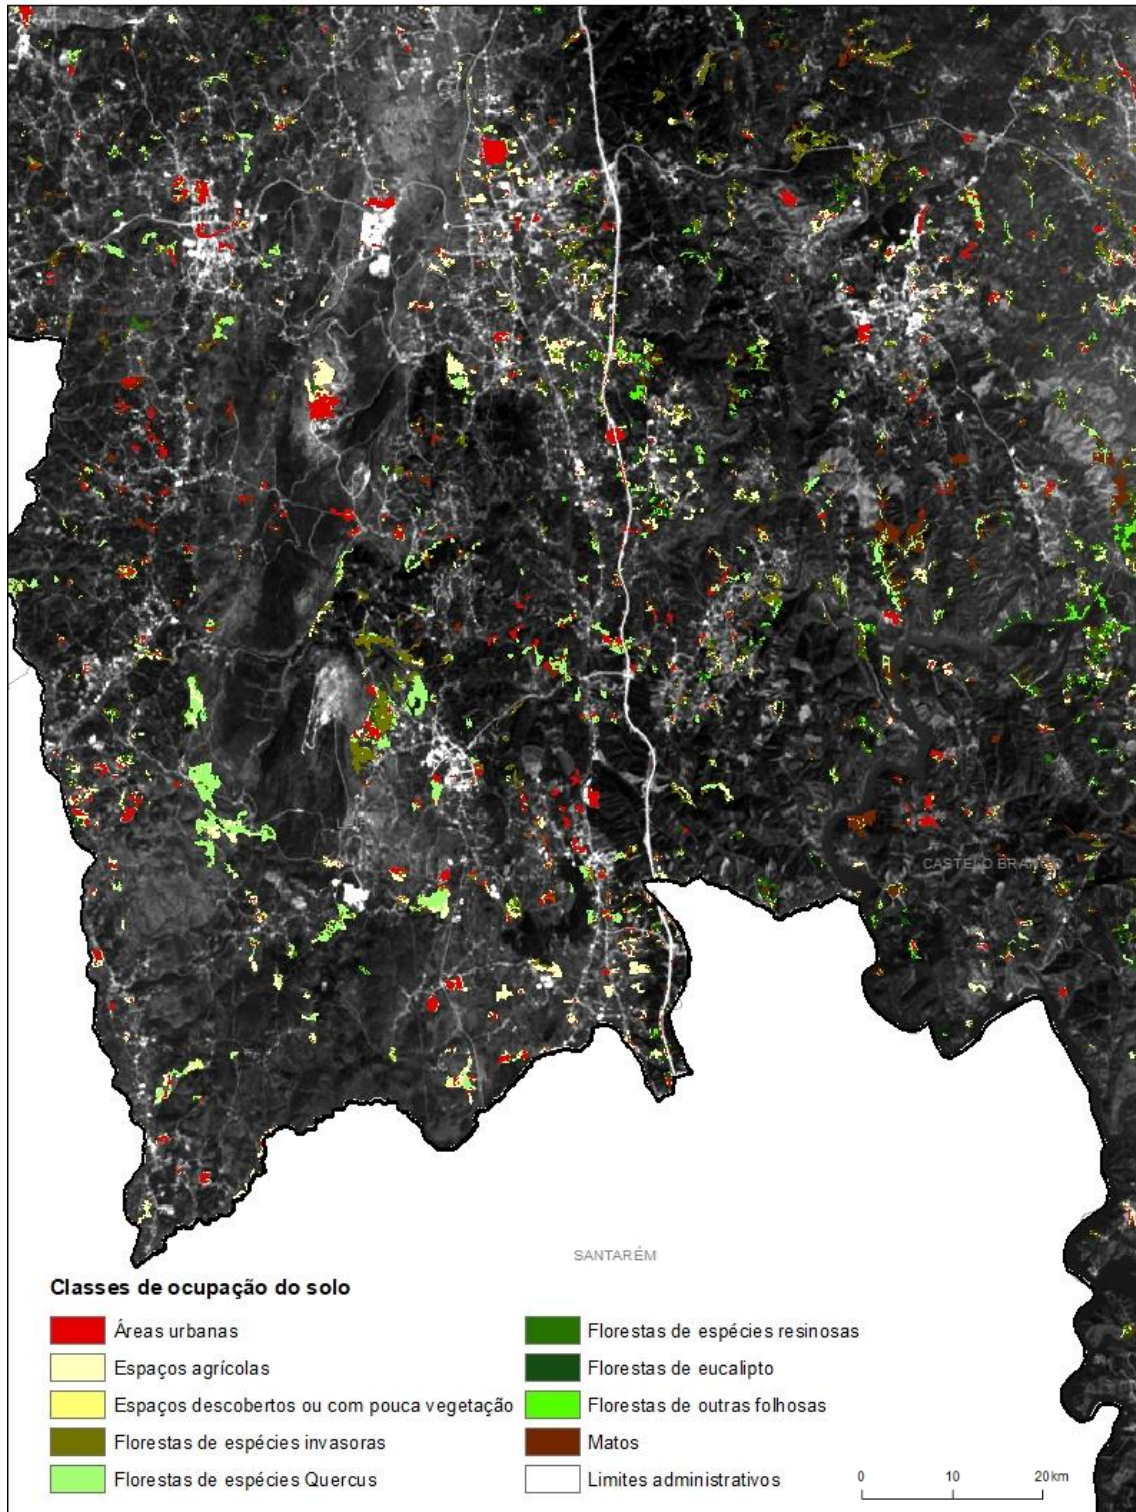 CASTELO BRANCO
SANTARÉM
Classes de ocupação do solo
Áreas urbanas
Espaços agrícolas
Espaços descobertos ou com pouca vegetação
Florestas de espécies invasoras
Florestas de espécies Quercus
Florestas de espécies resinosas
Florestas de eucalipto
Florestas de outras folhosas
Matos
Limites administrativos
0 10 20 km